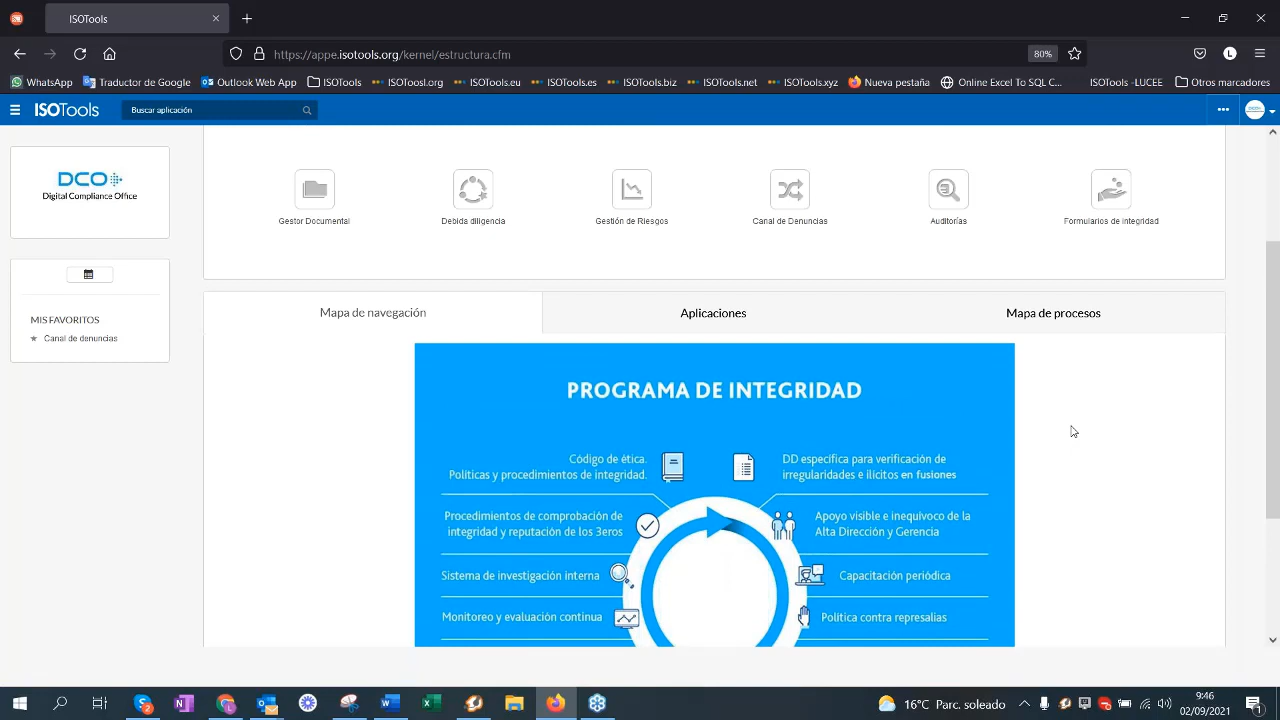 ISOTools
https://appe.isotools.org/kernel/estructura.cfm
80%
L
WhatsApp
Traductor de Google
Outlook Web App
ISOTools
ISOToosl.org
ISOTools.eu
ISOTools.es
ISOTools.biz
ISOTools.net
ISOTools.xyz
Nueva pestaña
Online Excel To SQL C...
ISOTools -LUCEE
Otros marcadores
ISOTools
Buscar aplicación
DCO
Digital Compliance Office
MIS FAVORITOS
Canal de denuncias
Gestor Documental
Debida diligencia
Gestión de Riesgos
Canal de Denuncias
Auditorías
Formularios de integridad
Mapa de navegación
Aplicaciones
Mapa de procesos
PROGRAMA DE INTEGRIDAD
Código de ética.
Políticas y procedimientos de integridad.
DD específica para verificación de
irregularidades e ilícitos en fusiones
Procedimientos de comprobación de
integridad y reputación de los 3eros
Apoyo visible e inequívoco de la
Alta Dirección y Gerencia
Sistema de investigación interna
Capacitación periódica
Monitoreo y evaluación continua
Política contra represalias
16°C Parc. soleado
9:46
02/09/2021